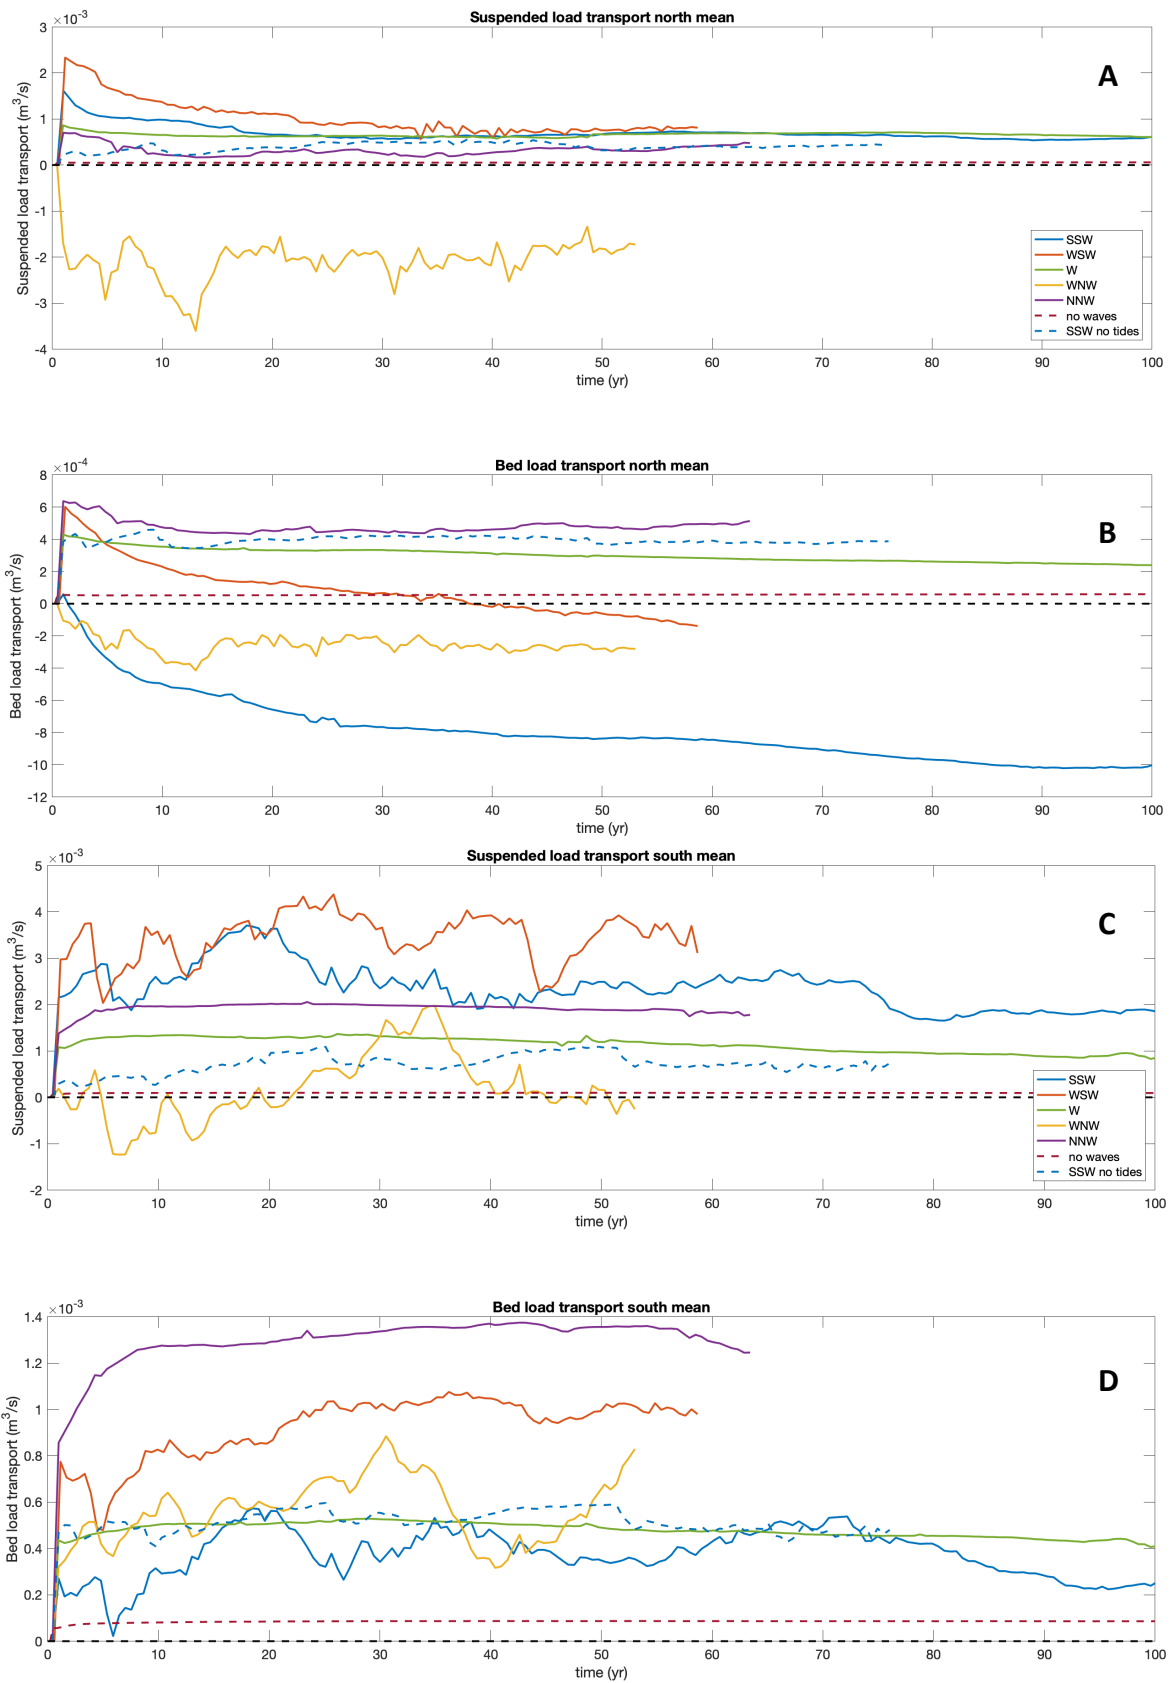 Suspended load transport north mean
×10⁻³
3
2
1
0
-1
-2
-3
-4
Suspended load transport (m³/s)
A
SSW
WSW
W
WNW
NNW
no waves
SSW no tides
0 10 20 30 40 50 60 70 80 90 100
time (yr)
Bed load transport north mean
×10⁻⁴
8
6
4
2
0
-2
-4
-6
-8
-10
-12
Bed load transport (m³/s)
B
0 10 20 30 40 50 60 70 80 90 100
time (yr)
Suspended load transport south mean
×10⁻³
5
4
3
2
1
0
-1
-2
Suspended load transport (m³/s)
C
SSW
WSW
W
WNW
NNW
no waves
SSW no tides
0 10 20 30 40 50 60 70 80 90 100
time (yr)
Bed load transport south mean
×10⁻³
1.4
1.2
1
0.8
0.6
0.4
0.2
0
Bed load transport (m³/s)
D
0 10 20 30 40 50 60 70 80 90 100
time (yr)